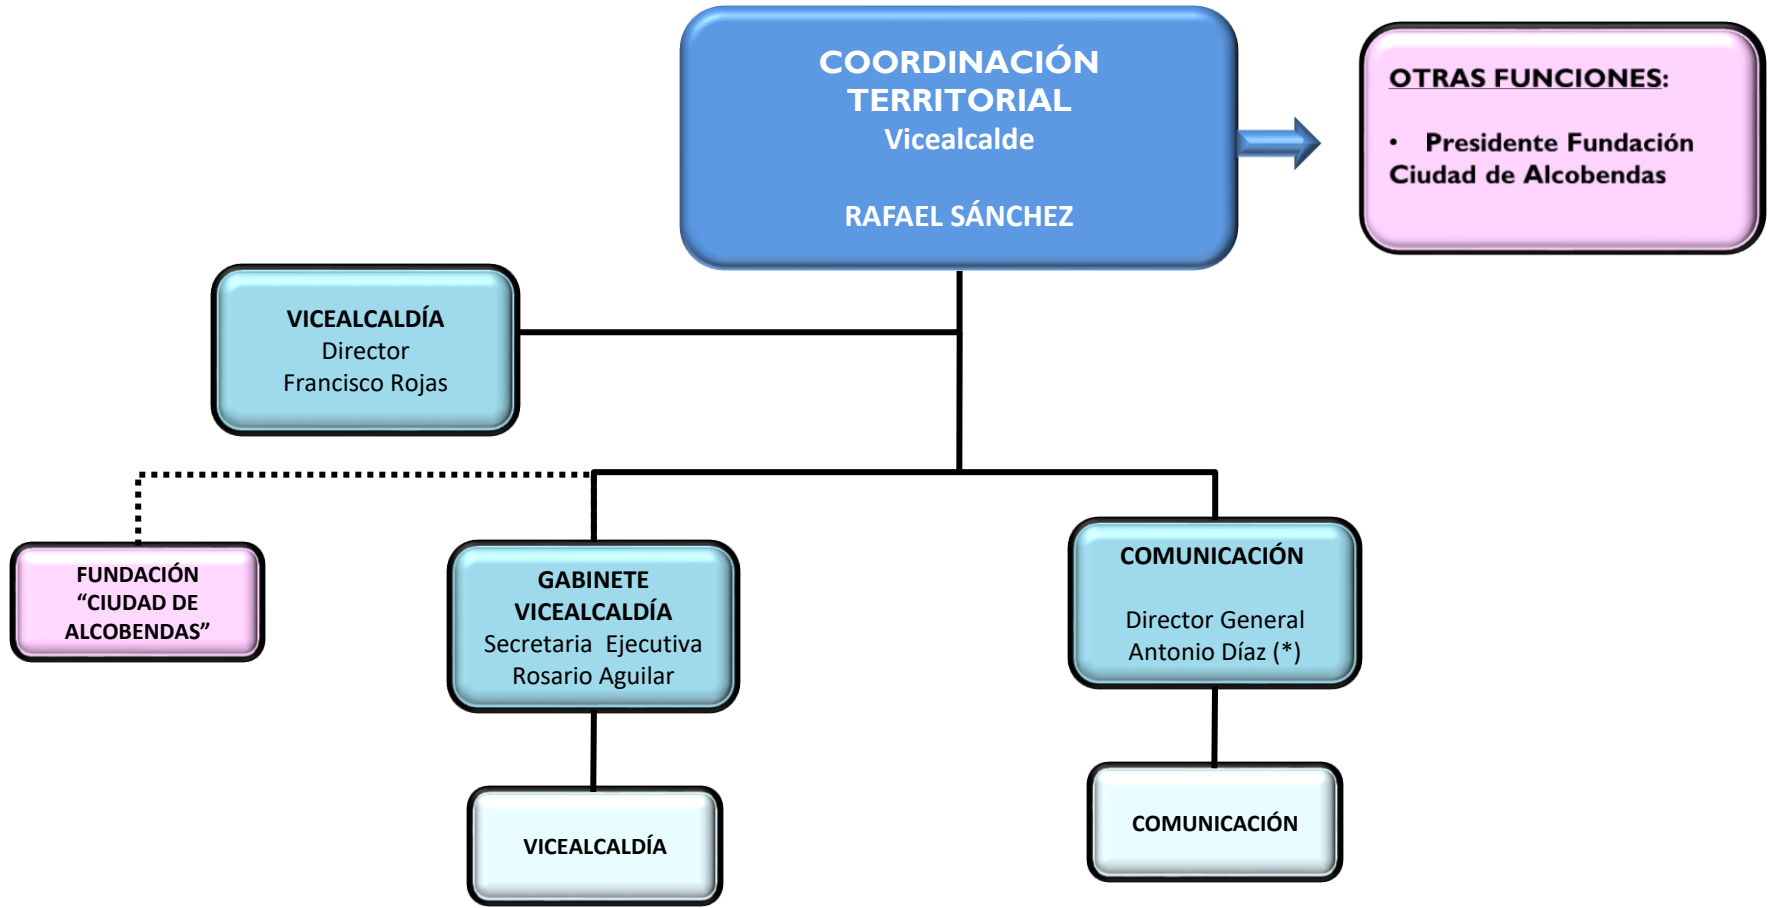 COORDINACIÓN
TERRITORIAL
Vicealcalde
RAFAEL SÁNCHEZ
OTRAS FUNCIONES:
• Presidente Fundación
Ciudad de Alcobendas
VICEALCALDÍA
Director
Francisco Rojas
FUNDACIÓN
“CIUDAD DE
ALCOBENDAS”
GABINETE
VICEALCALDÍA
Secretaria Ejecutiva
Rosario Aguilar
COMUNICACIÓN
Director General
Antonio Díaz (*)
VICEALCALDÍA
COMUNICACIÓN